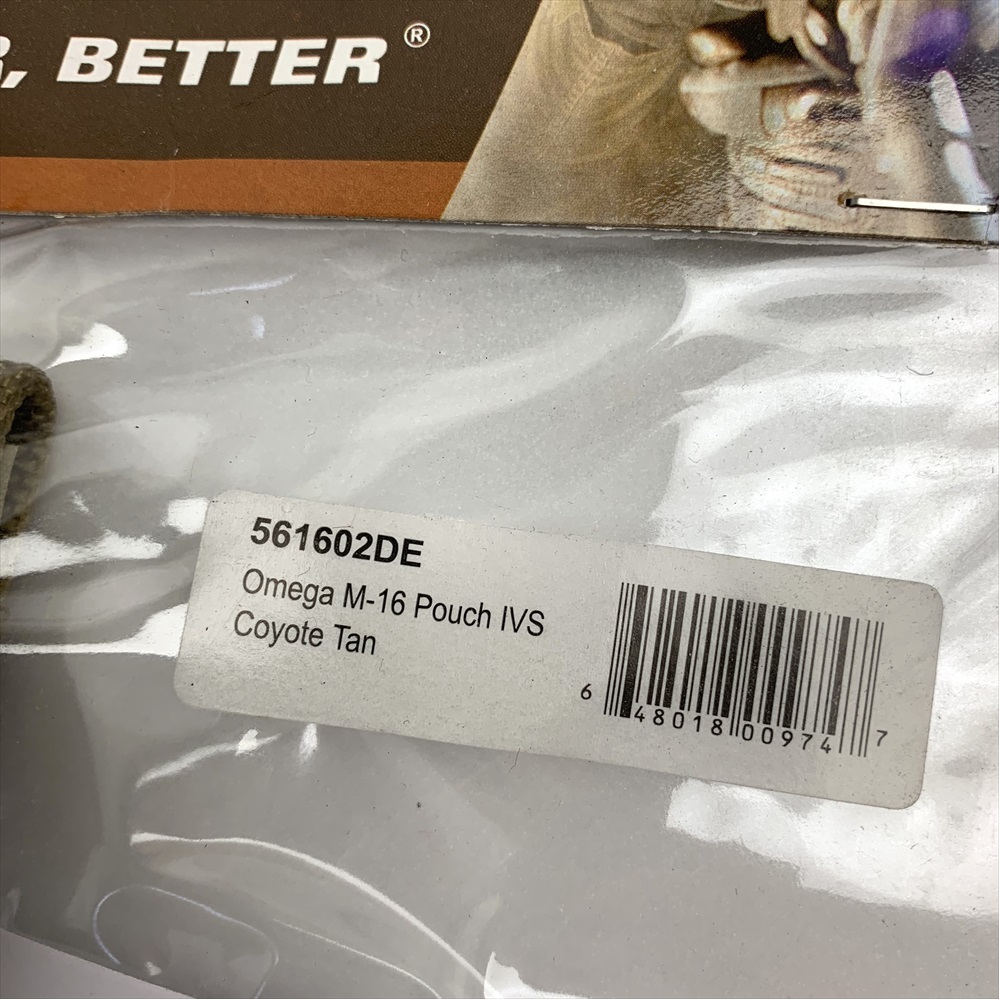 , BETTER®
561602DE
Omega M-16 Pouch IVS
Coyote Tan
6 48018 00974 7